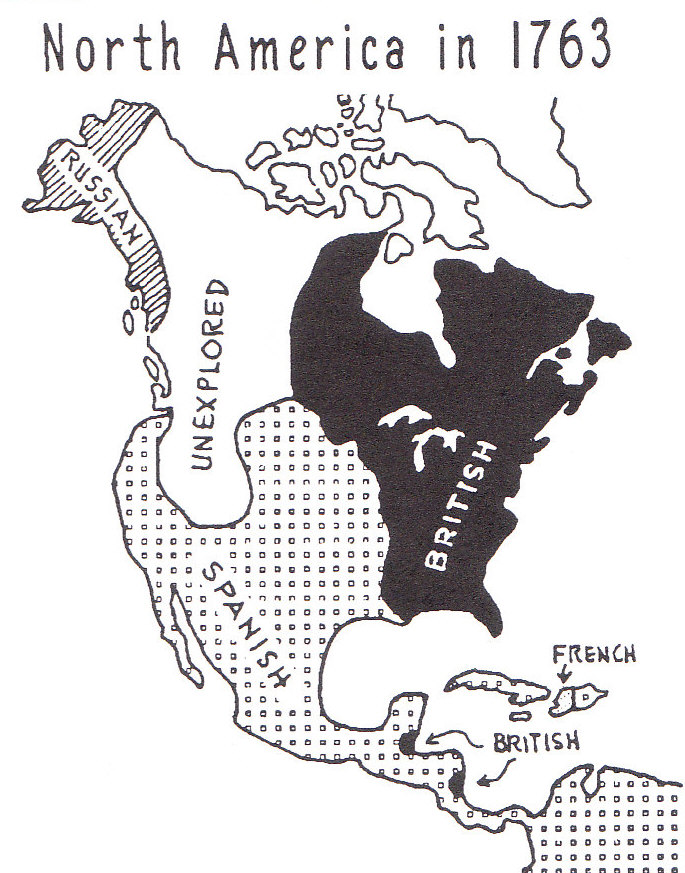 North America in 1763
RUSSIAN
UNEXPLORED
BRITISH
SPANISH
FRENCH
BRITISH